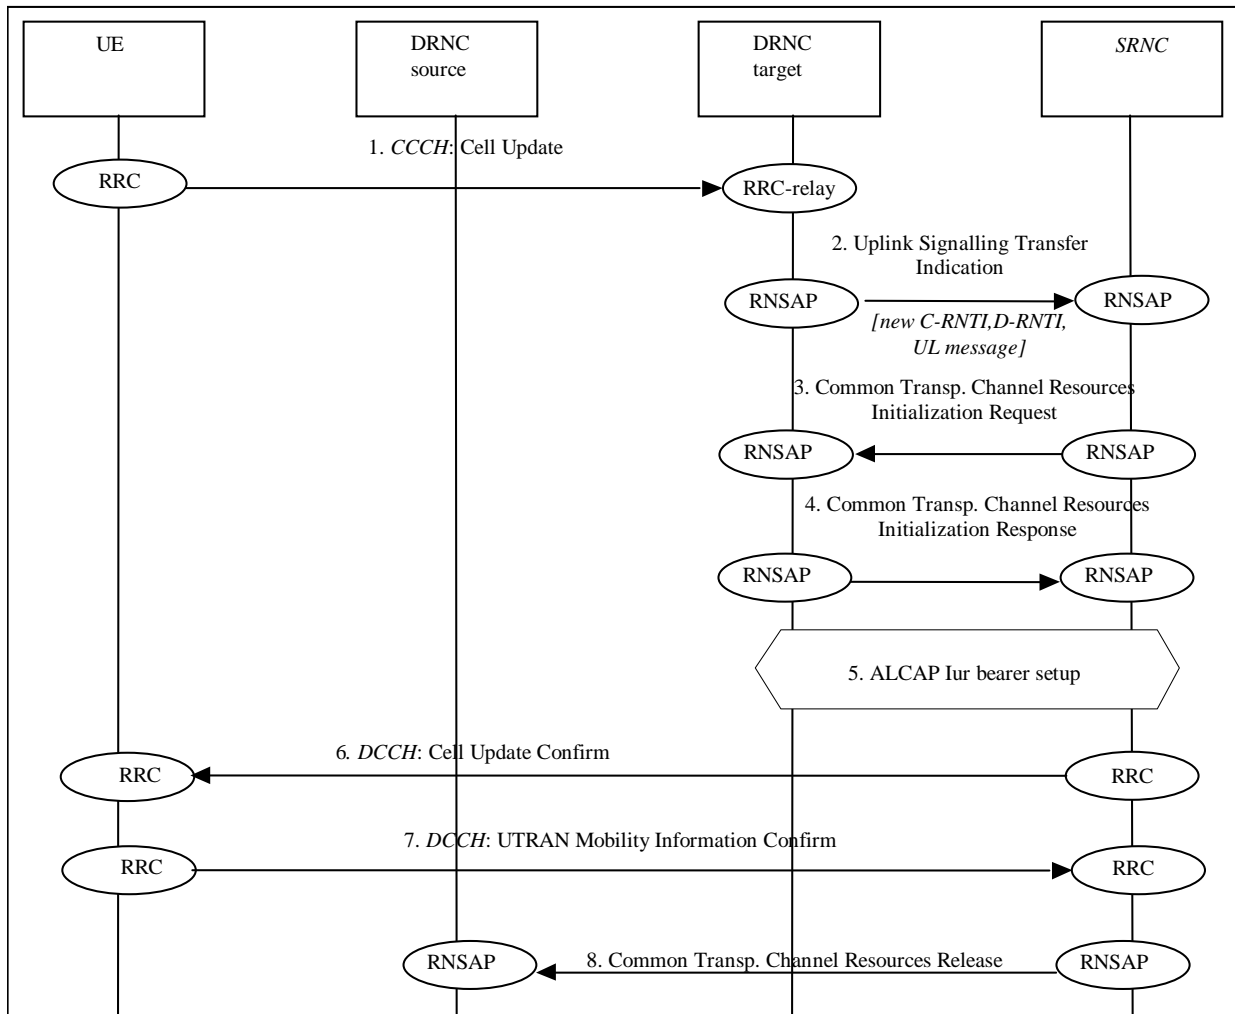 UE
DRNC
source
DRNC
target
SRNC
1. CCCH: Cell Update
RRC
RRC-relay
2. Uplink Signalling Transfer
Indication
RNSAP
RNSAP
[new C-RNTI,D-RNTI,
UL message]
3. Common Transp. Channel Resources
Initialization Request
RNSAP
RNSAP
4. Common Transp. Channel Resources
Initialization Response
RNSAP
RNSAP
5. ALCAP Iur bearer setup
6. DCCH: Cell Update Confirm
RRC
RRC
7. DCCH: UTRAN Mobility Information Confirm
RRC
RRC
RNSAP
8. Common Transp. Channel Resources Release
RNSAP